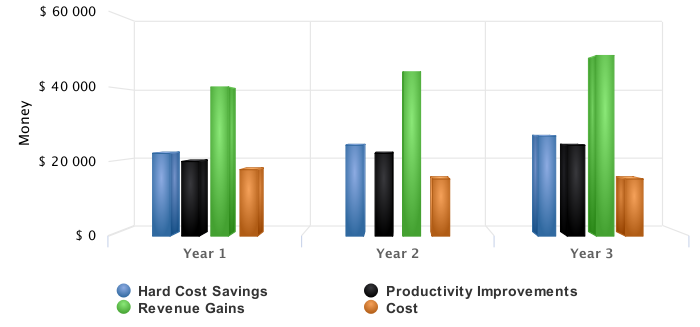 $ 60 000
$ 40 000
$ 20 000
$ 0
Money
Year 1 Year 2 Year 3
Hard Cost Savings Productivity Improvements
Revenue Gains Cost